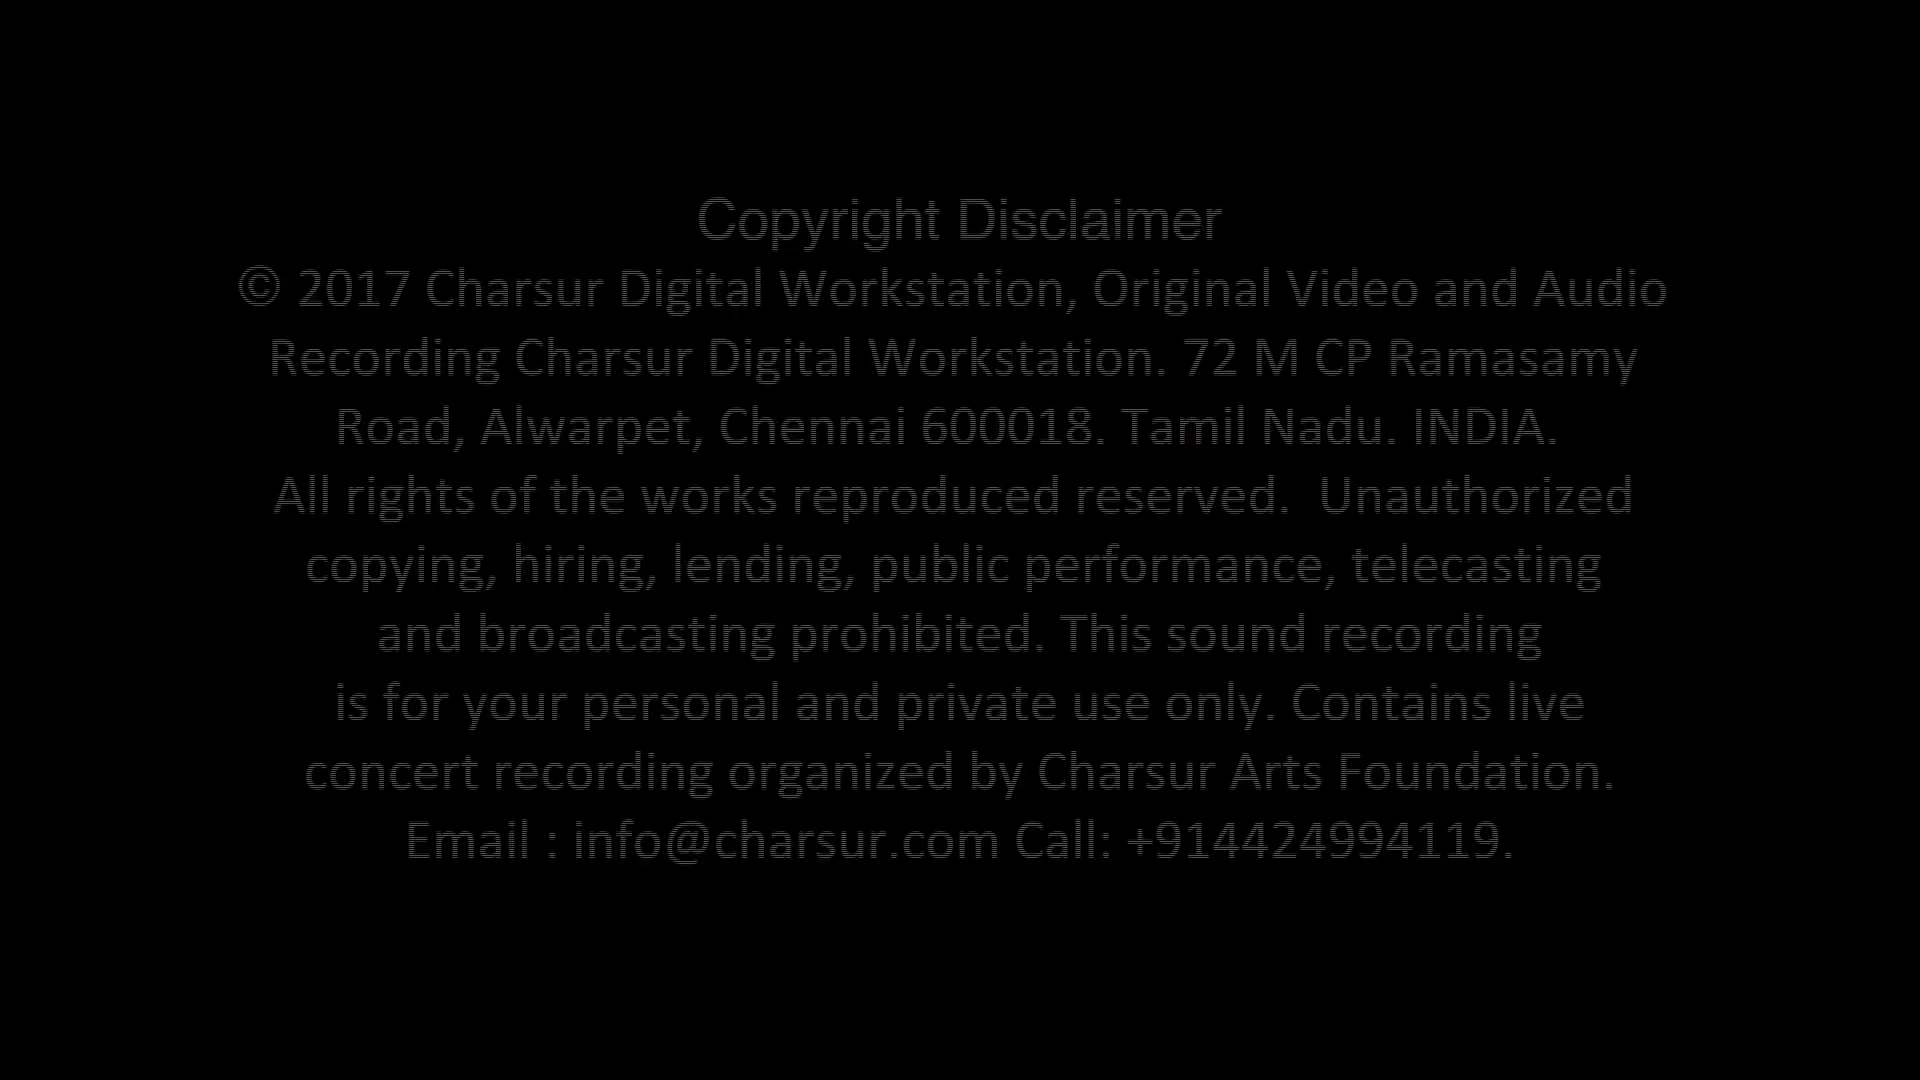 Copyright Disclaimer
© 2017 Charsur Digital Workstation, Original Video and Audio
Recording Charsur Digital Workstation. 72 M CP Ramasamy
Road, Alwarpet, Chennai 600018. Tamil Nadu. INDIA.
All rights of the works reproduced reserved.  Unauthorized
copying, hiring, lending, public performance, telecasting
and broadcasting prohibited. This sound recording
is for your personal and private use only. Contains live
concert recording organized by Charsur Arts Foundation.
Email : info@charsur.com Call: +914424994119.